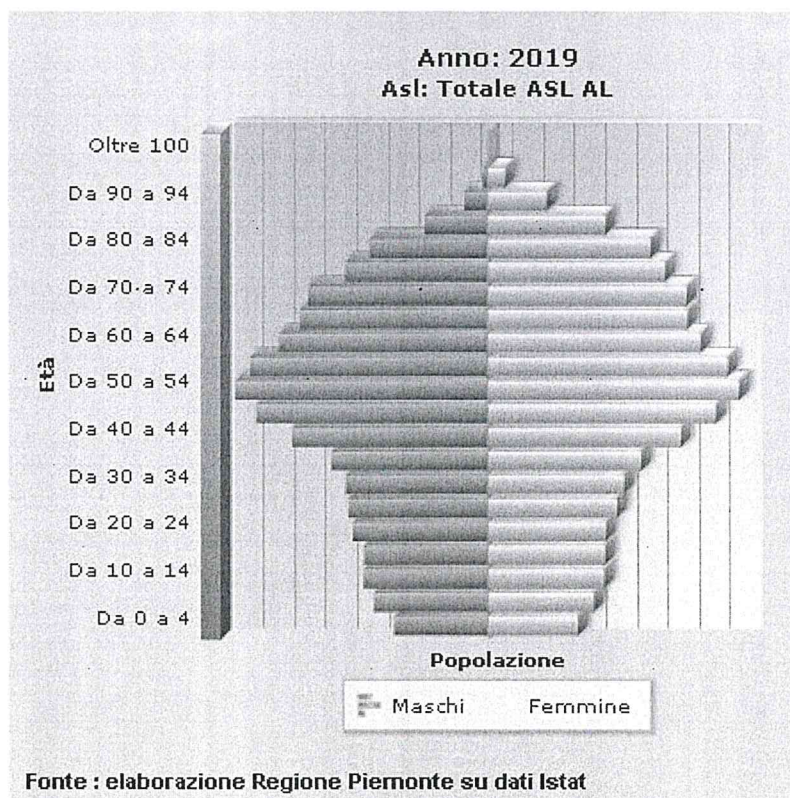 Anno: 2019
Asl: Totale ASL AL
Oltre 100
Da 90 a 94
Da 80 a 84
Da 70 a 74
Da 60 a 64
Da 50 a 54
Da 40 a 44
Da 30 a 34
Da 20 a 24
Da 10 a 14
Da 0 a 4
Età
Popolazione
Maschi Femmine
Fonte : elaborazione Regione Piemonte su dati Istat